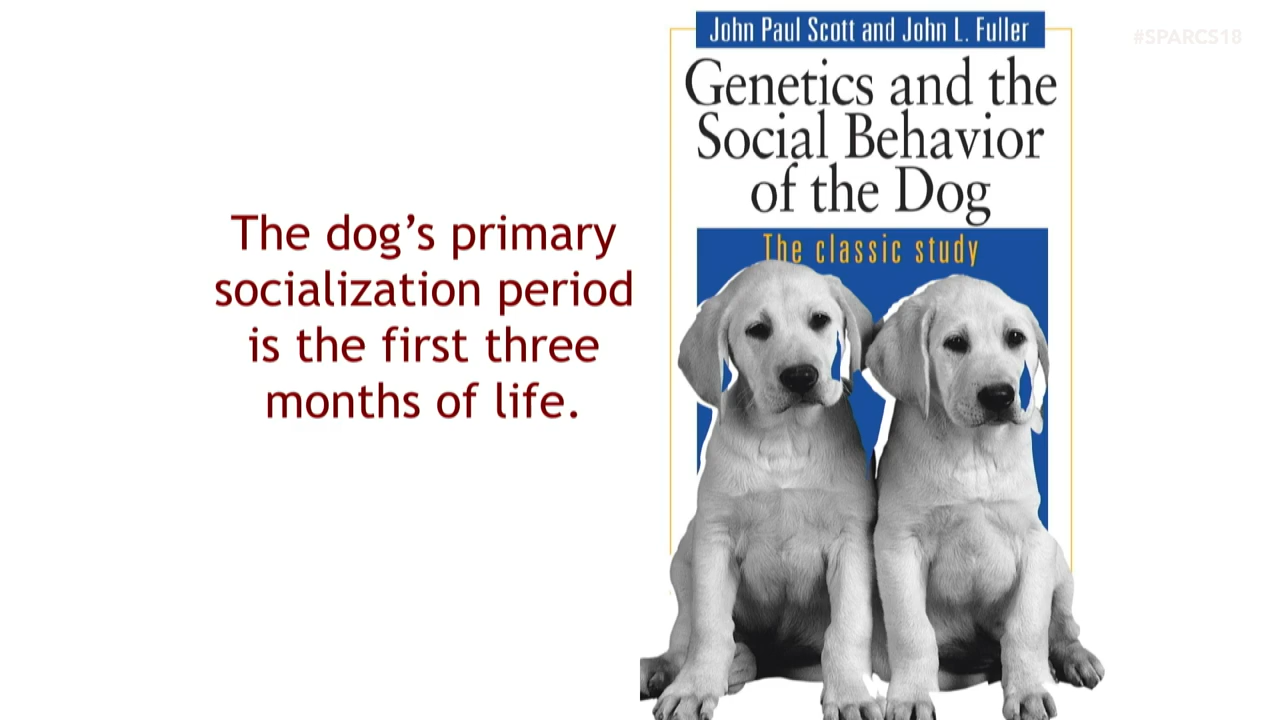 The dog’s primary
socialization period
is the first three
months of life.
John Paul Scott and John L. Fuller
Genetics and the
Social Behavior
of the Dog
The classic study
#SPARCS18